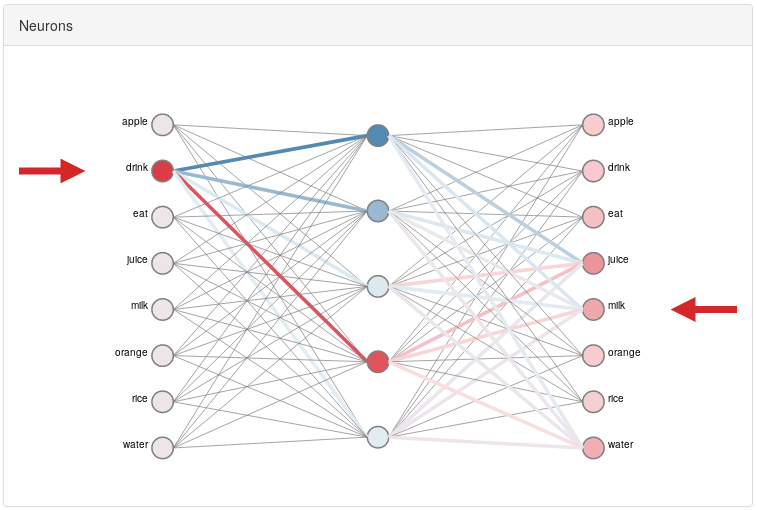 Neurons
apple
drink
eat
juice
milk
orange
rice
water
apple
drink
eat
juice
milk
orange
rice
water